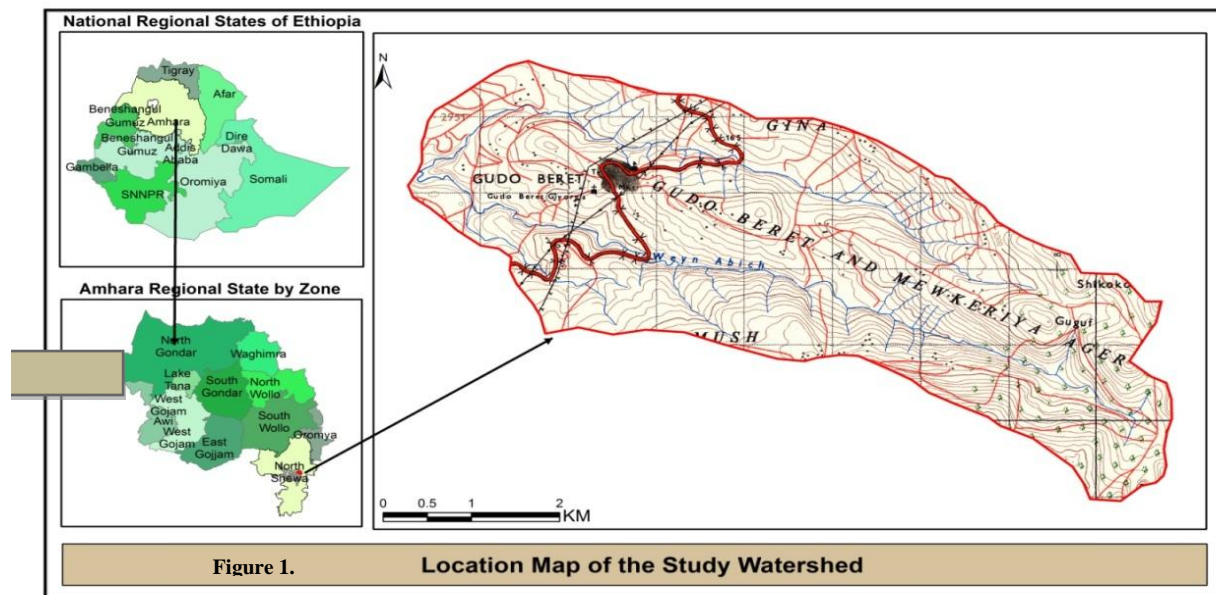 National Regional States of Ethiopia
Tigray
Afar
Beneshangul
Gumuz
Amhara
Beneshangul
Gumuz
Addis
Ababa
Dire
Dawa
Gambella
Oromiya
Somali
SNNPR
Amhara Regional State by Zone
North
Gondar
Waghimra
Lake
Tana
South
Gondar
North
Wollo
West
Gojam
Awi
West
Gojam
East
Gojjam
South
Wollo
Oromya
North
Shewa
N
2951
GINA
165
GUDO BERET
GUDO BERET AND MEWKERIYA AGER
Weyn Abich
MUSH
Shikoko
Guguf
0 0.5 1 2
KM
Figure 1. Location Map of the Study Watershed